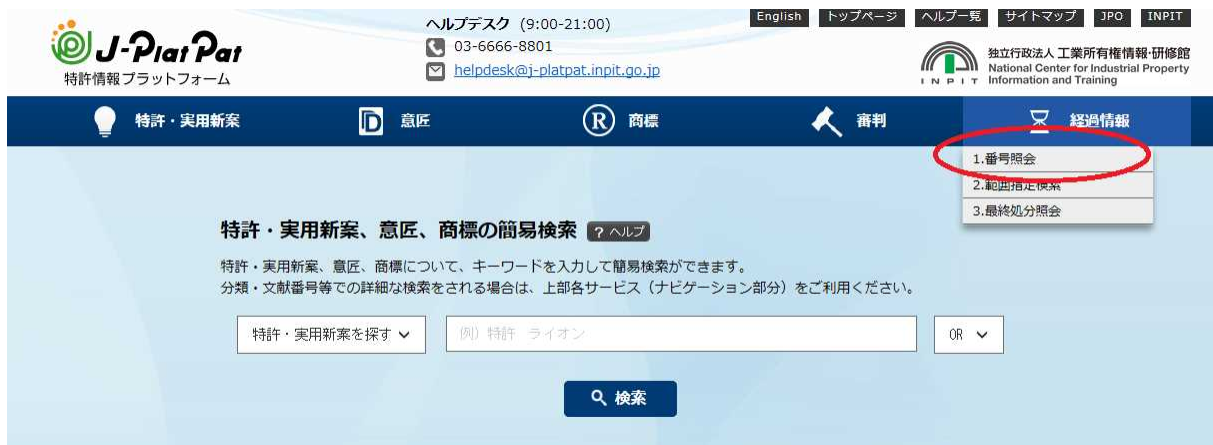 J-PlatPat
特許情報プラットフォーム
ヘルプデスク (9:00-21:00)
03-6666-8801
helpdesk@j-platpat.inpit.go.jp
English トップページ ヘルプ一覧 サイトマップ JPO INPIT
INPIT
独立行政法人 工業所有権情報・研修館
National Center for Industrial Property
Information and Training
特許・実用新案 意匠 R 商標 審判 経過情報
1.番号照会
2.範囲指定検索
3.最終処分照会
特許・実用新案、意匠、商標の簡易検索 ? ヘルプ
特許・実用新案、意匠、商標について、キーワードを入力して簡易検索ができます。
分類・文献番号等での詳細な検索をされる場合は、上部各サービス（ナビゲーション部分）をご利用ください。
特許・実用新案を探す 例）特許 ライオン OR
検索